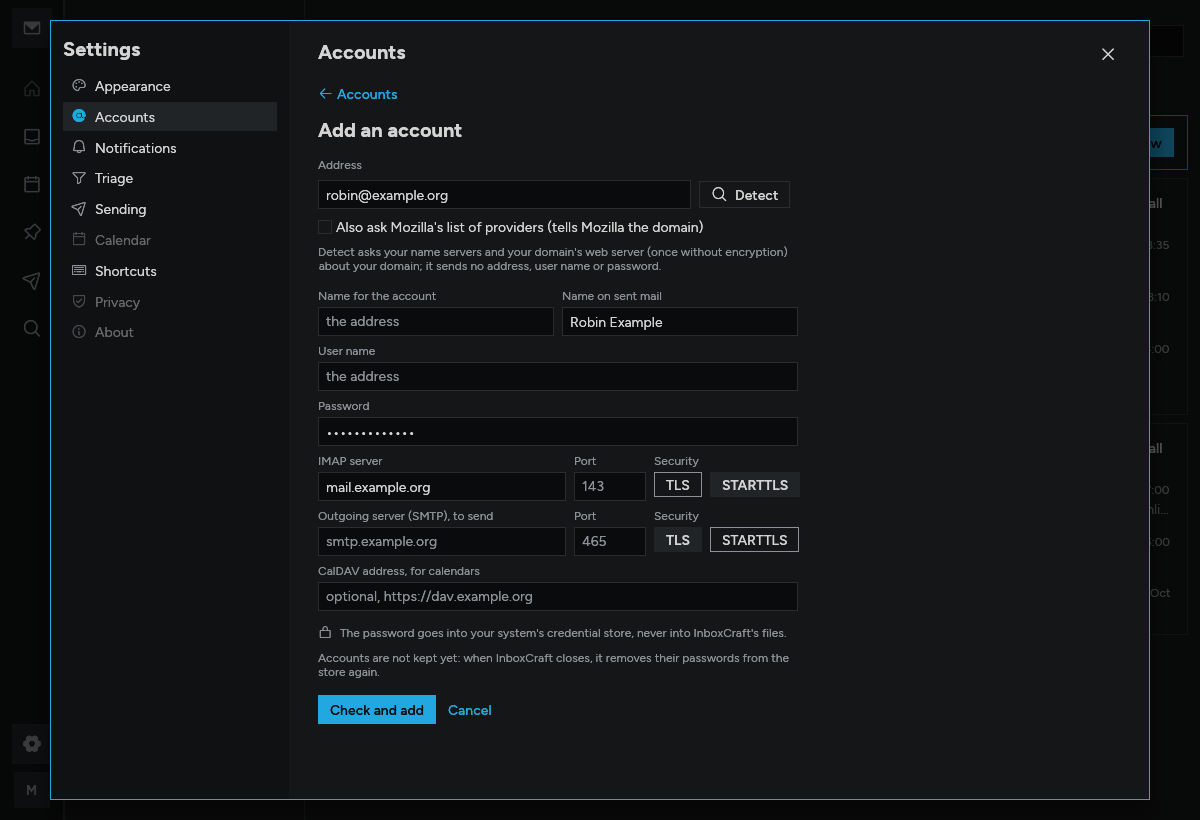 Settings
Appearance
Accounts
Notifications
Triage
Sending
Calendar
Shortcuts
Privacy
About
M
Accounts
← Accounts
Add an account
Address
robin@example.org
Detect
Also ask Mozilla's list of providers (tells Mozilla the domain)
Detect asks your name servers and your domain's web server (once without encryption)
about your domain; it sends no address, user name or password.
Name for the account Name on sent mail
the address Robin Example
User name
the address
Password
•••••••••••••
IMAP server Port Security
mail.example.org 143 TLS STARTTLS
Outgoing server (SMTP), to send Port Security
smtp.example.org 465 TLS STARTTLS
CalDAV address, for calendars
optional, https://dav.example.org
The password goes into your system's credential store, never into InboxCraft's files.
Accounts are not kept yet: when InboxCraft closes, it removes their passwords from the
store again.
Check and add Cancel
Oct